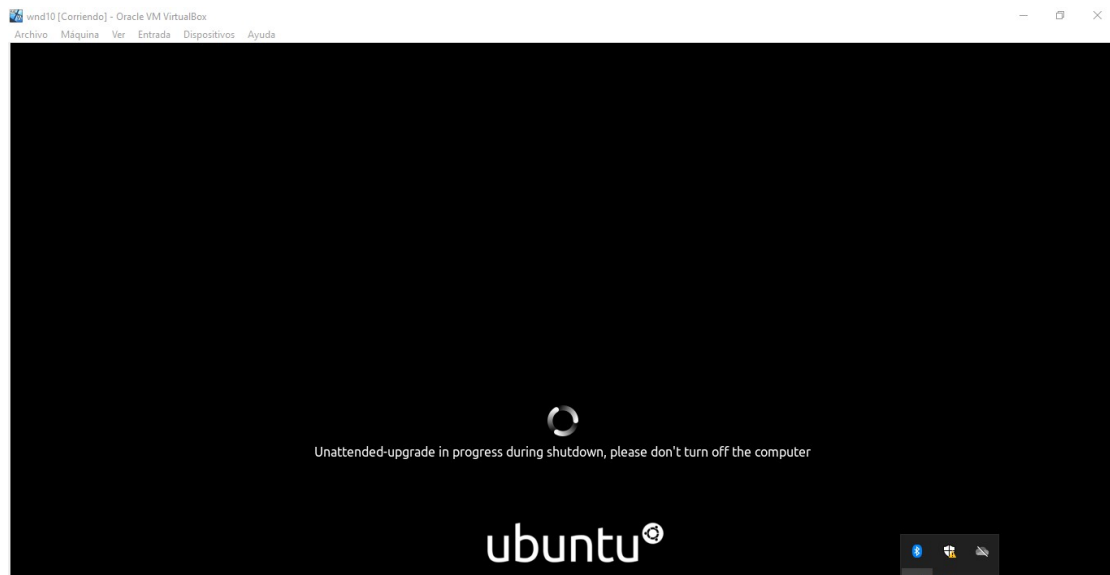 wnd10 [Corriendo] - Oracle VM VirtualBox
Archivo Máquina Ver Entrada Dispositivos Ayuda
Unattended-upgrade in progress during shutdown, please don't turn off the computer
ubuntu